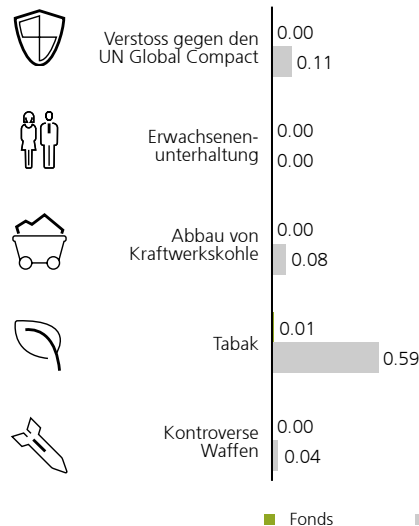 Verstoss gegen den
UN Global Compact
0.00
0.11
Erwachsenen-
unterhaltung
0.00
0.00
Abbau von
Kraftwerkskohle
0.00
0.08
Tabak
0.01
0.59
Kontroverse
Waffen
0.00
0.04
Fonds